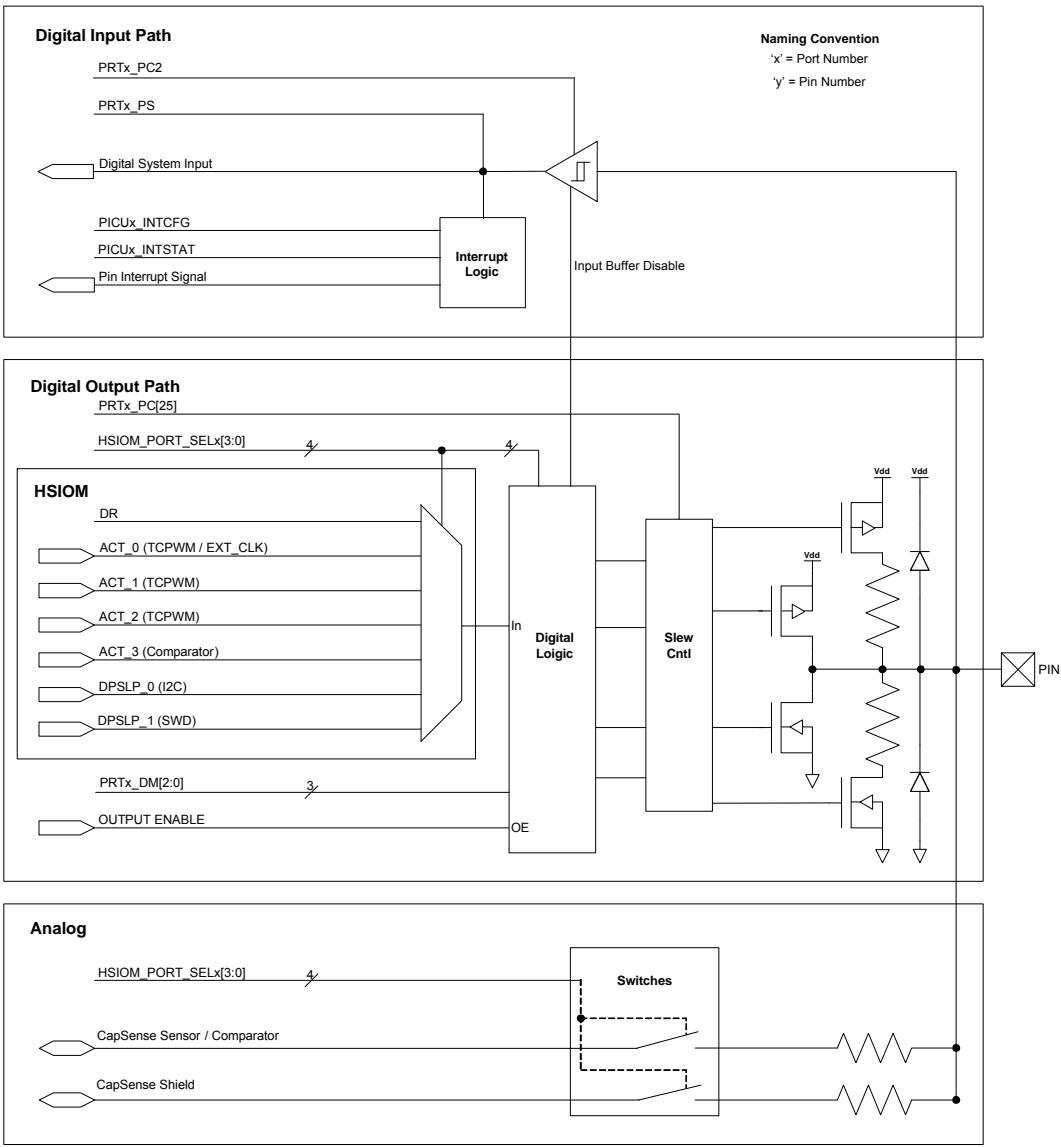 Digital Input Path
Naming Convention
'x' = Port Number
'y' = Pin Number
PRTx_PC2
PRTx_PS
Digital System Input
PICUx_INTCFG
PICUx_INTSTAT
Pin Interrupt Signal
Interrupt
Logic
Input Buffer Disable
Digital Output Path
PRTx_PC[25]
HSIOM_PORT_SELx[3:0]
4
4
HSIOM
DR
ACT_0 (TCPWM / EXT_CLK)
ACT_1 (TCPWM)
ACT_2 (TCPWM)
ACT_3 (Comparator)
DPSLP_0 (I2C)
DPSLP_1 (SWD)
In
Digital
Loigic
Slew
Cntl
Vdd
Vdd
Vdd
PIN
PRTx_DM[2:0]
3
OUTPUT ENABLE
OE
Analog
HSIOM_PORT_SELx[3:0]
4
Switches
CapSense Sensor / Comparator
CapSense Shield